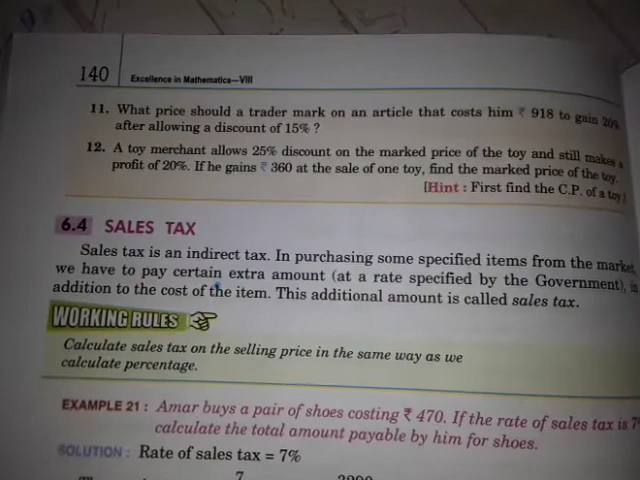 140
Excellence in Mathematics—VIII
11. What price should a trader mark on an article that costs him ₹ 918 to gain 20%
after allowing a discount of 15% ?
12. A toy merchant allows 25% discount on the marked price of the toy and still makes a
profit of 20%. If he gains ₹ 360 at the sale of one toy, find the marked price of the toy.
[Hint : First find the C.P. of a toy.]
6.4 SALES TAX
Sales tax is an indirect tax. In purchasing some specified items from the market,
we have to pay certain extra amount (at a rate specified by the Government), in
addition to the cost of the item. This additional amount is called sales tax.
WORKING RULES
Calculate sales tax on the selling price in the same way as we
calculate percentage.
EXAMPLE 21 : Amar buys a pair of shoes costing ₹ 470. If the rate of sales tax is 7%
calculate the total amount payable by him for shoes.
SOLUTION : Rate of sales tax = 7%
7